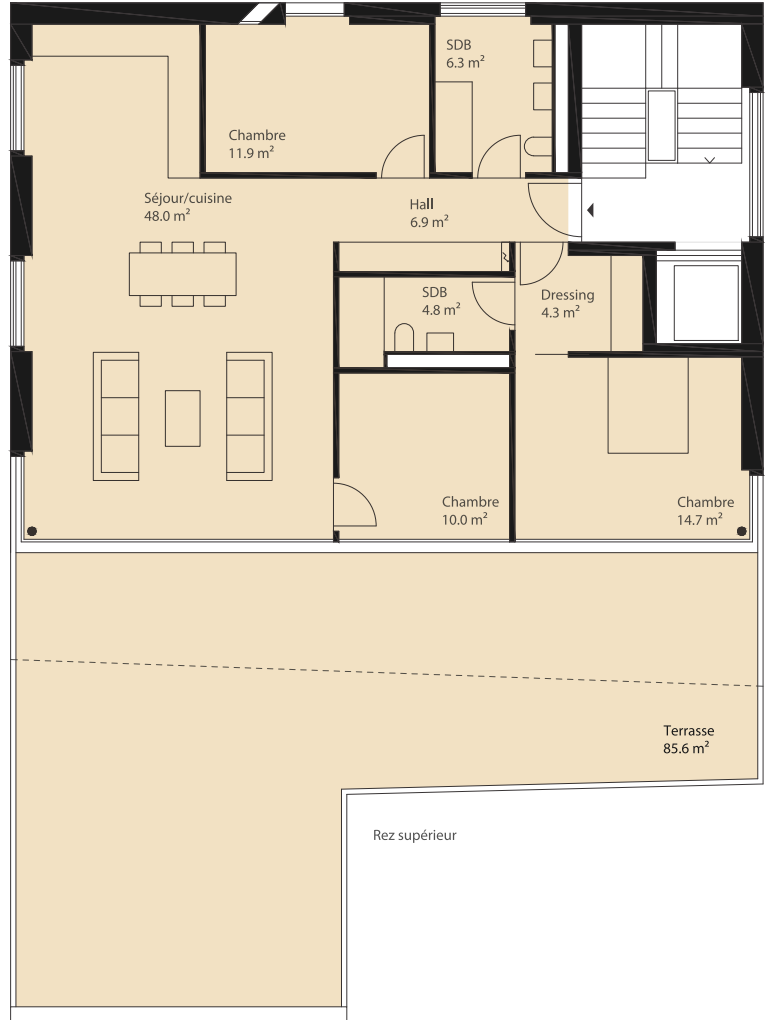 SDB
6.3 m²
Chambre
11.9 m²
Séjour/cuisine
48.0 m²
Hall
6.9 m²
SDB
4.8 m²
Dressing
4.3 m²
Chambre
10.0 m²
Chambre
14.7 m²
Terrasse
85.6 m²
Rez supérieur